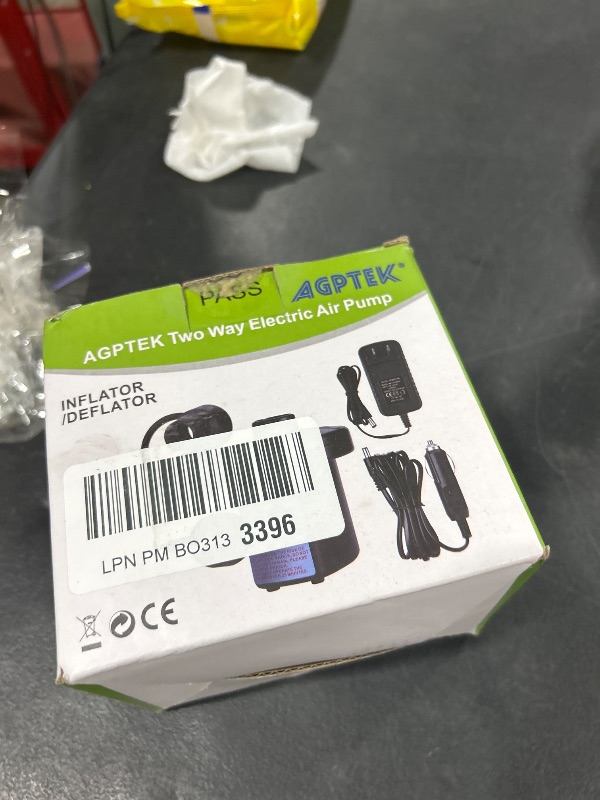 PASS
AGPTEK
AGPTEK Two Way Electric Air Pump
INFLATOR
/DEFLATOR
LPN PM BO313 3396
CE